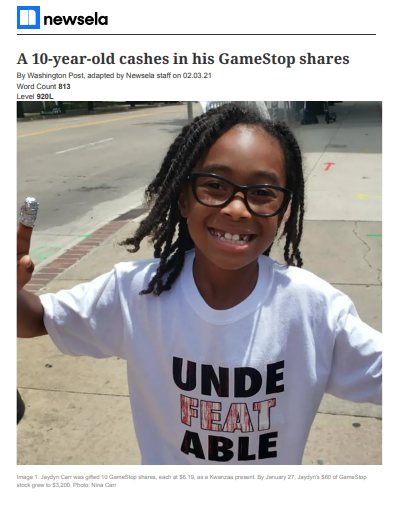 newsela
A 10-year-old cashes in his GameStop shares
By Washington Post, adapted by Newsela staff on 02.03.21
Word Count 813
Level 920L
UNDE
FEAT
ABLE
Image 1. Jaydyn Carr was gifted 10 GameStop shares, each at $6.19, as a Kwanzaa present. By January 27, Jaydyn's $60 of GameStop
stock grew to $3,200. Photo: Nina Carr